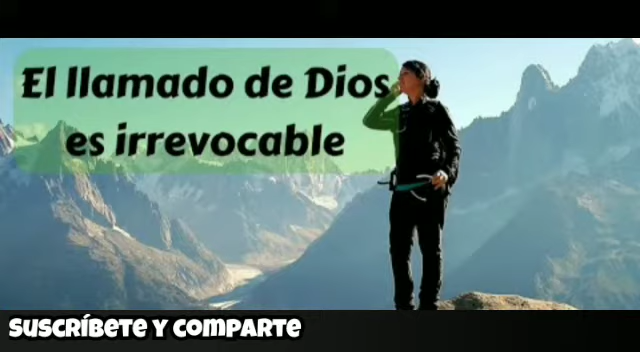 El llamado de Dios
es irrevocable
Suscríbete y comparte